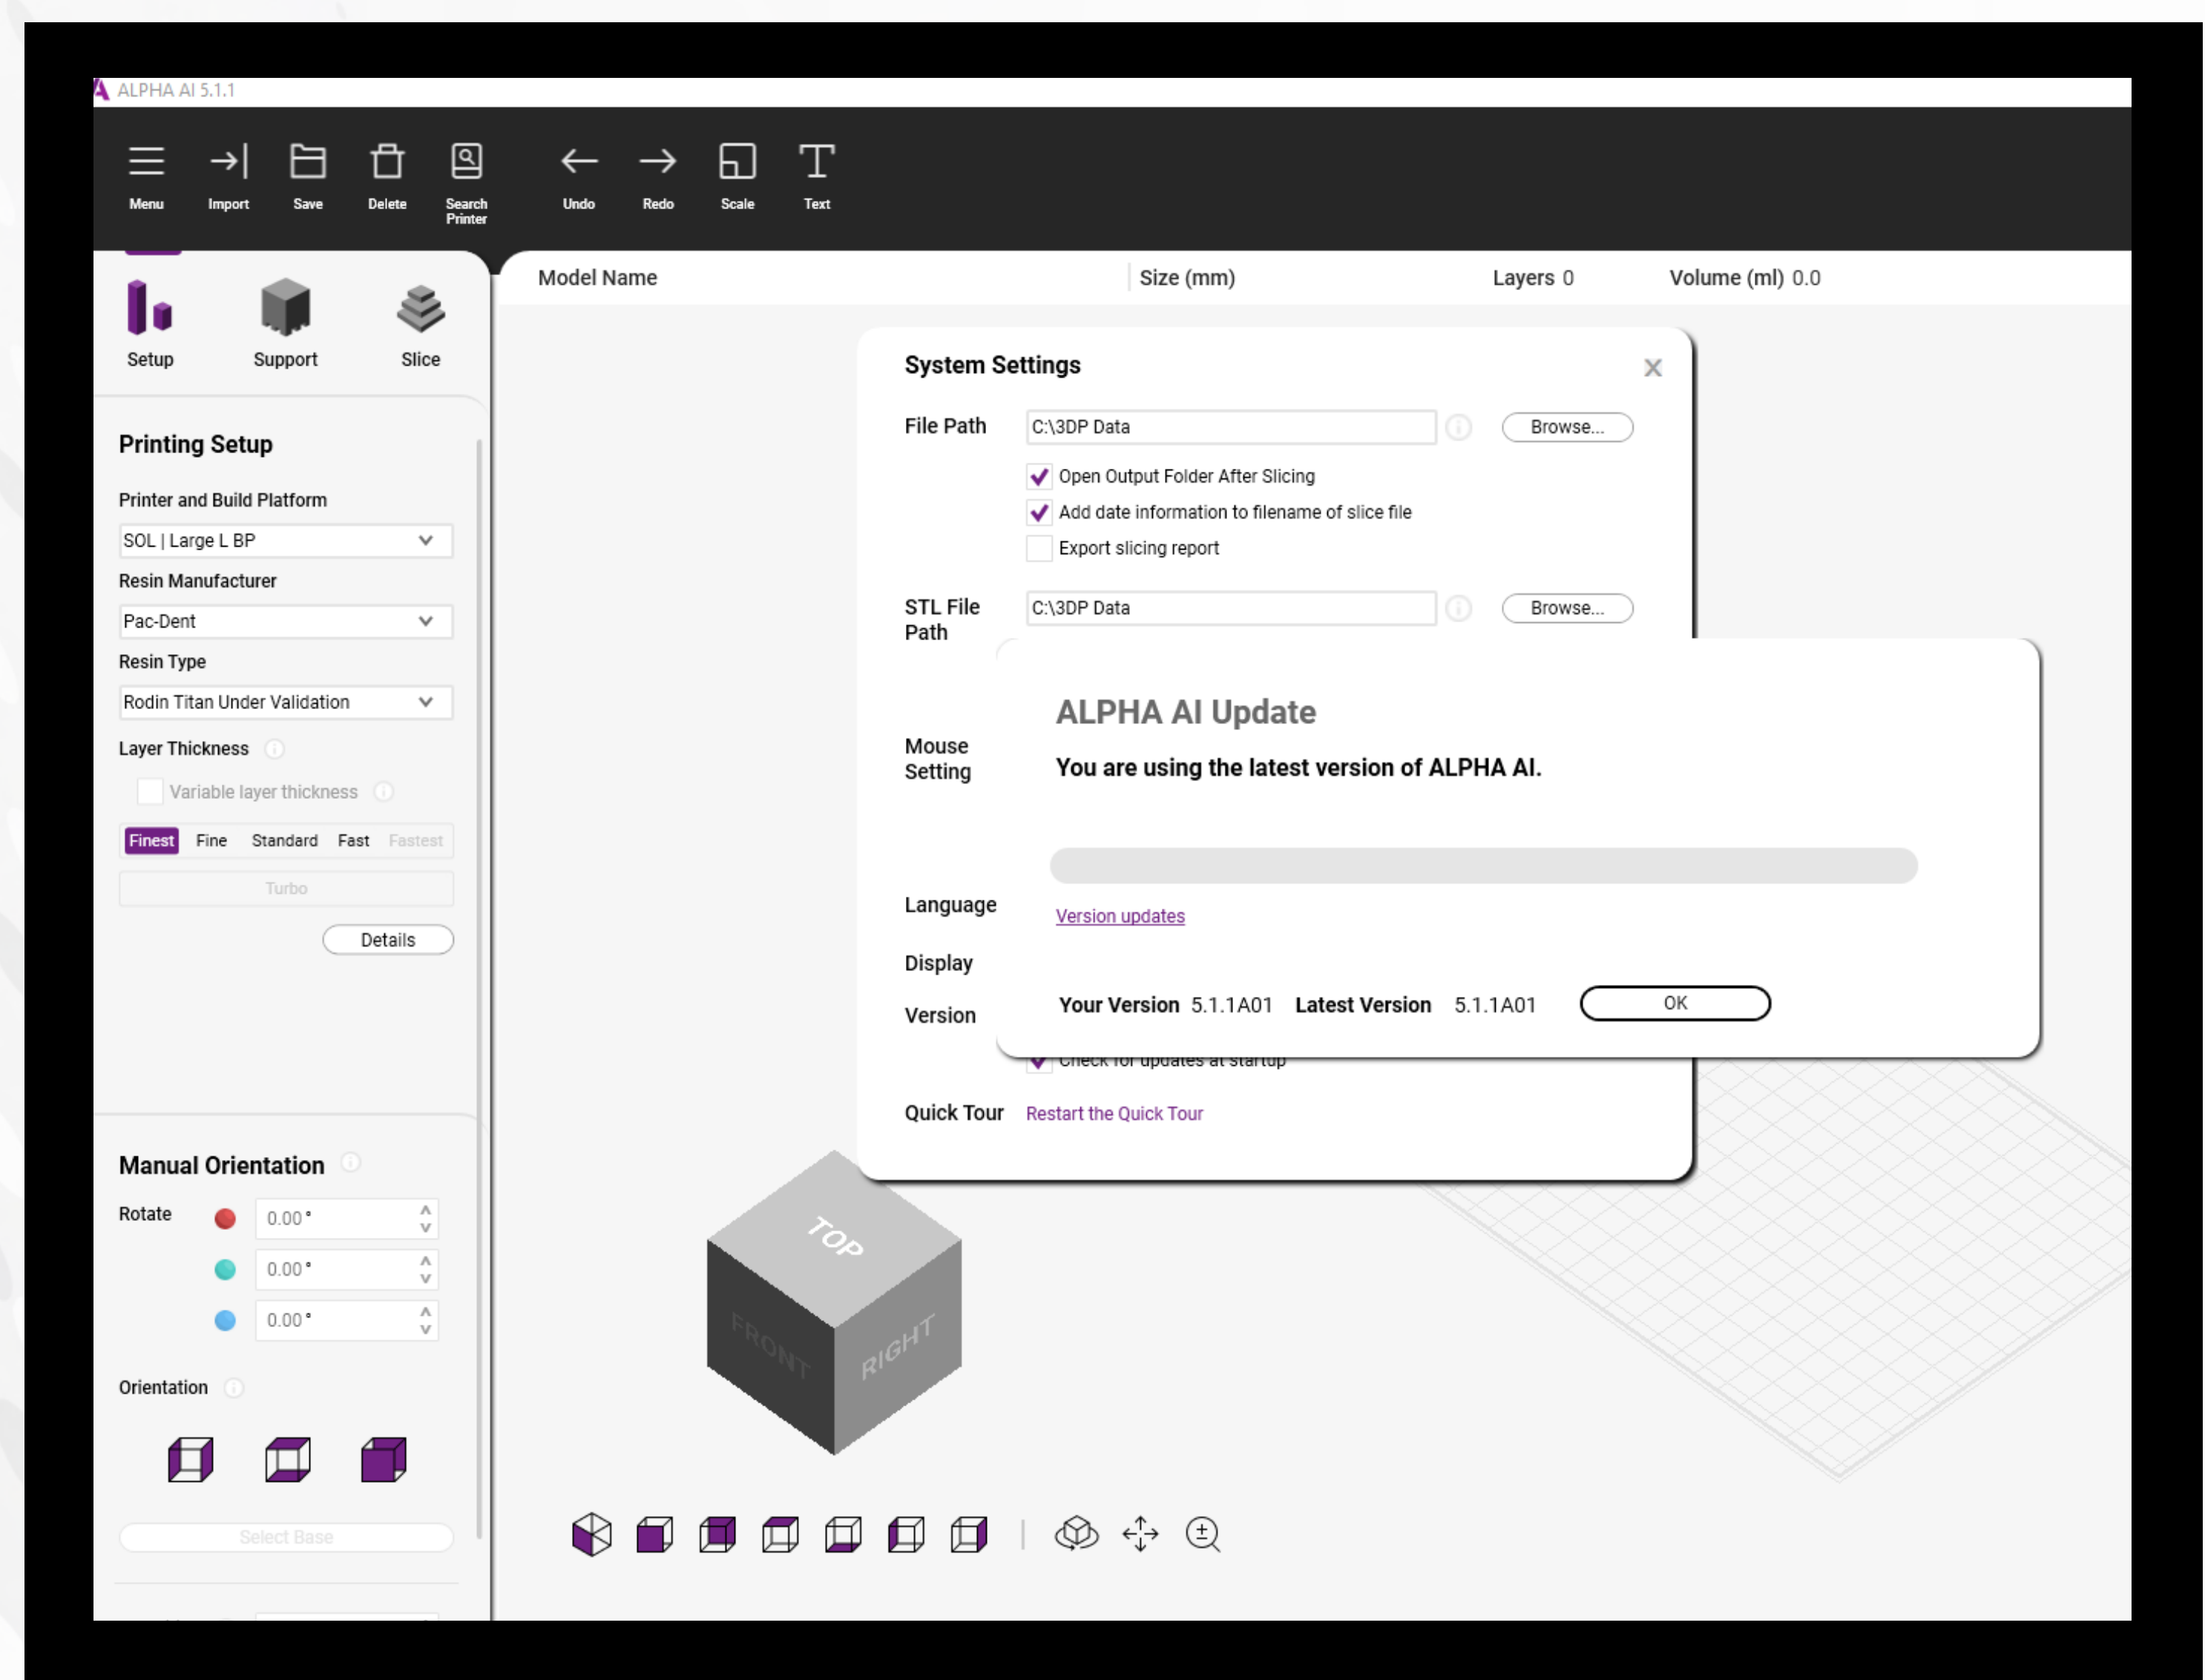 ALPHA AI 5.1.1
Menu Import Save Delete Search Printer Undo Redo Scale Text
Setup Support Slice
Model Name Size (mm) Layers 0 Volume (ml) 0.0
Printing Setup
Printer and Build Platform
SOL | Large L BP
Resin Manufacturer
Pac-Dent
Resin Type
Rodin Titan Under Validation
Layer Thickness
Variable layer thickness
Finest Fine Standard Fast Fastest
Turbo
Details
Manual Orientation
Rotate 0.00°
0.00°
0.00°
Orientation
Select Base
System Settings X
File Path C:\3DP Data Browse...
Open Output Folder After Slicing
Add date information to filename of slice file
Export slicing report
STL File Path C:\3DP Data Browse...
Mouse Setting
Language
Display
Version
Check for updates at startup
Quick Tour Restart the Quick Tour
ALPHA AI Update
You are using the latest version of ALPHA AI.
Version updates
Your Version 5.1.1A01 Latest Version 5.1.1A01 OK
TOP
FRONT
RIGHT